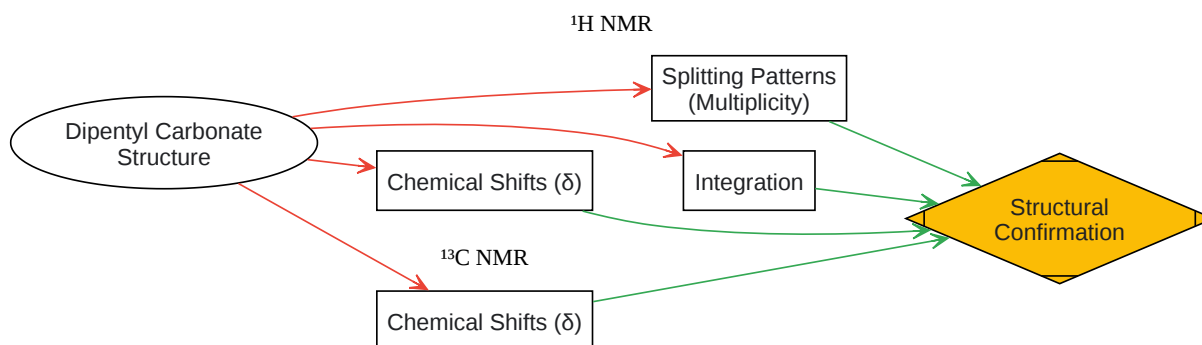 ¹H NMR
Splitting Patterns
(Multiplicity)
Dipentyl Carbonate
Structure
Chemical Shifts (δ)
Integration
Structural
Confirmation
¹³C NMR
Chemical Shifts (δ)